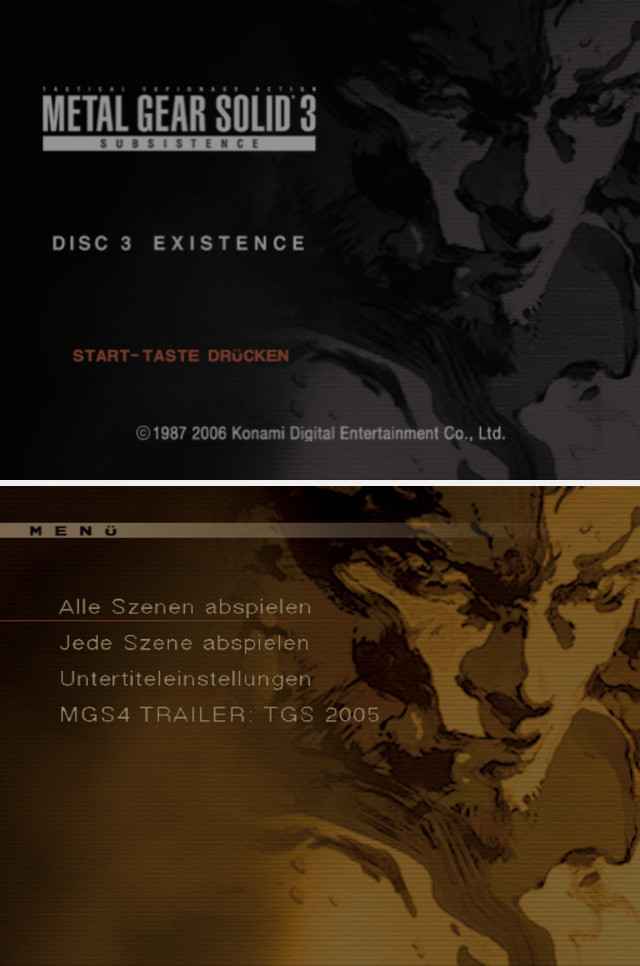 TACTICAL ESPIONAGE ACTION
METAL GEAR SOLID 3
SUBSISTENCE
DISC 3 EXISTENCE
START-TASTE DRÜCKEN
©1987 2006 Konami Digital Entertainment Co., Ltd.
MENÜ
Alle Szenen abspielen
Jede Szene abspielen
Untertiteleinstellungen
MGS4 TRAILER: TGS 2005